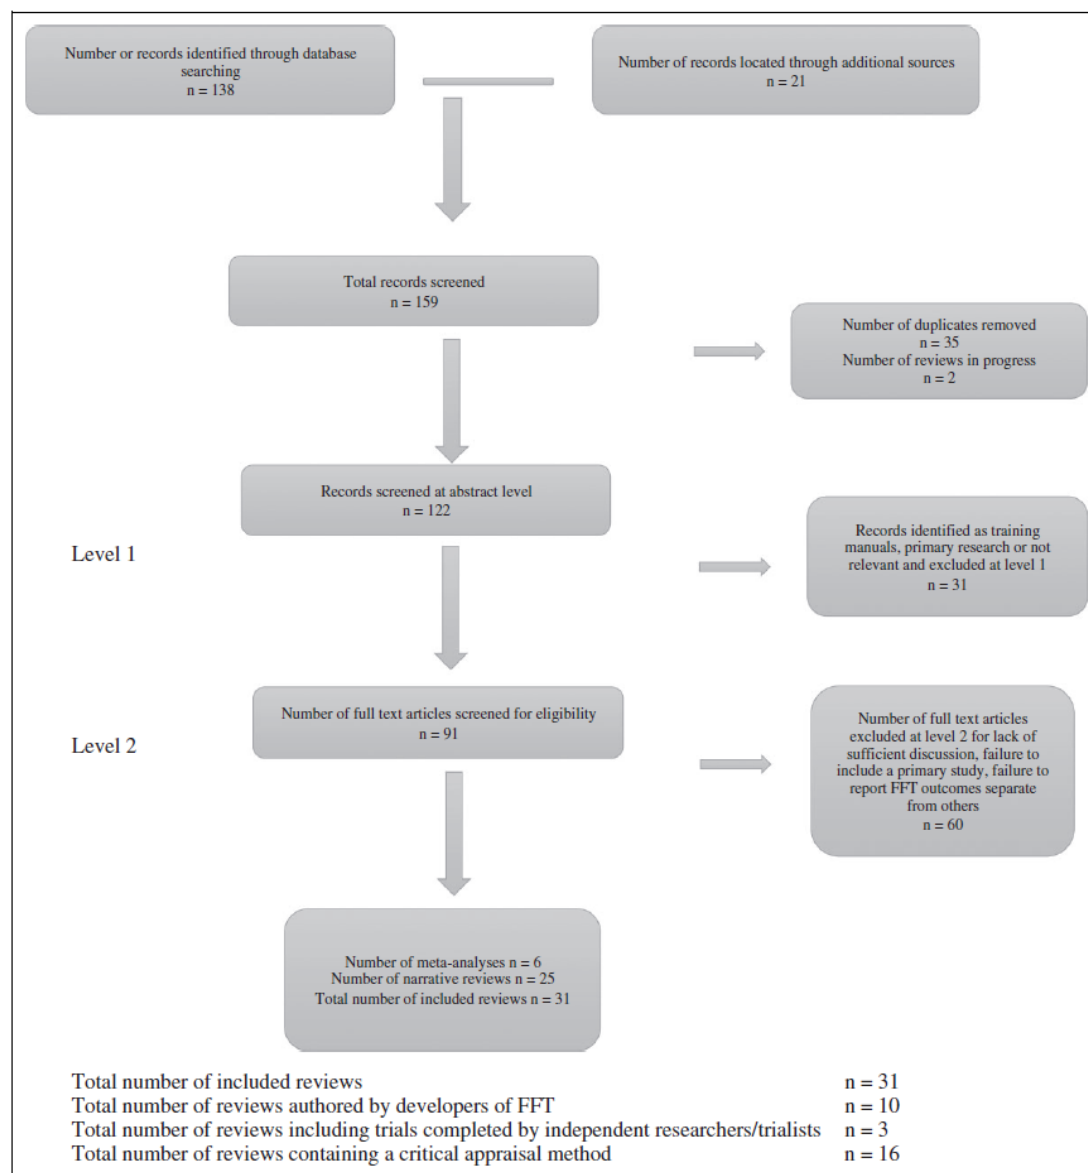 Number or records identified through database
searching
n = 138
Number of records located through additional sources
n = 21
Total records screened
n = 159
Number of duplicates removed
n = 35
Number of reviews in progress
n = 2
Records screened at abstract level
n = 122
Level 1
Records identified as training
manuals, primary research or not
relevant and excluded at level 1
n = 31
Number of full text articles screened for eligibility
n = 91
Level 2
Number of full text articles
excluded at level 2 for lack of
sufficient discussion, failure to
include a primary study, failure to
report FFT outcomes separate
from others
n = 60
Number of meta-analyses n = 6
Number of narrative reviews n = 25
Total number of included reviews n = 31
Total number of included reviews n = 31
Total number of reviews authored by developers of FFT n = 10
Total number of reviews including trials completed by independent researchers/trialists n = 3
Total number of reviews containing a critical appraisal method n = 16